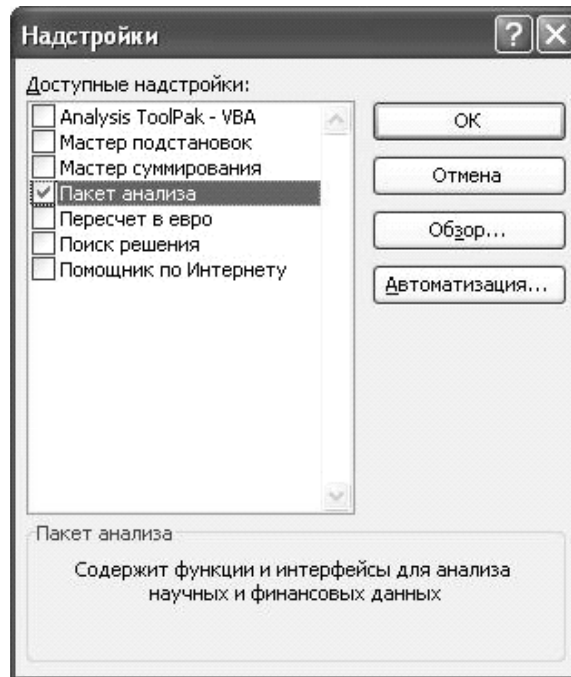 Надстройки
Доступные надстройки:
Analysis ToolPak - VBA
Мастер подстановок
Мастер суммирования
Пакет анализа
Пересчет в евро
Поиск решения
Помощник по Интернету
ОК
Отмена
Обзор...
Автоматизация...
Пакет анализа
Содержит функции и интерфейсы для анализа
научных и финансовых данных